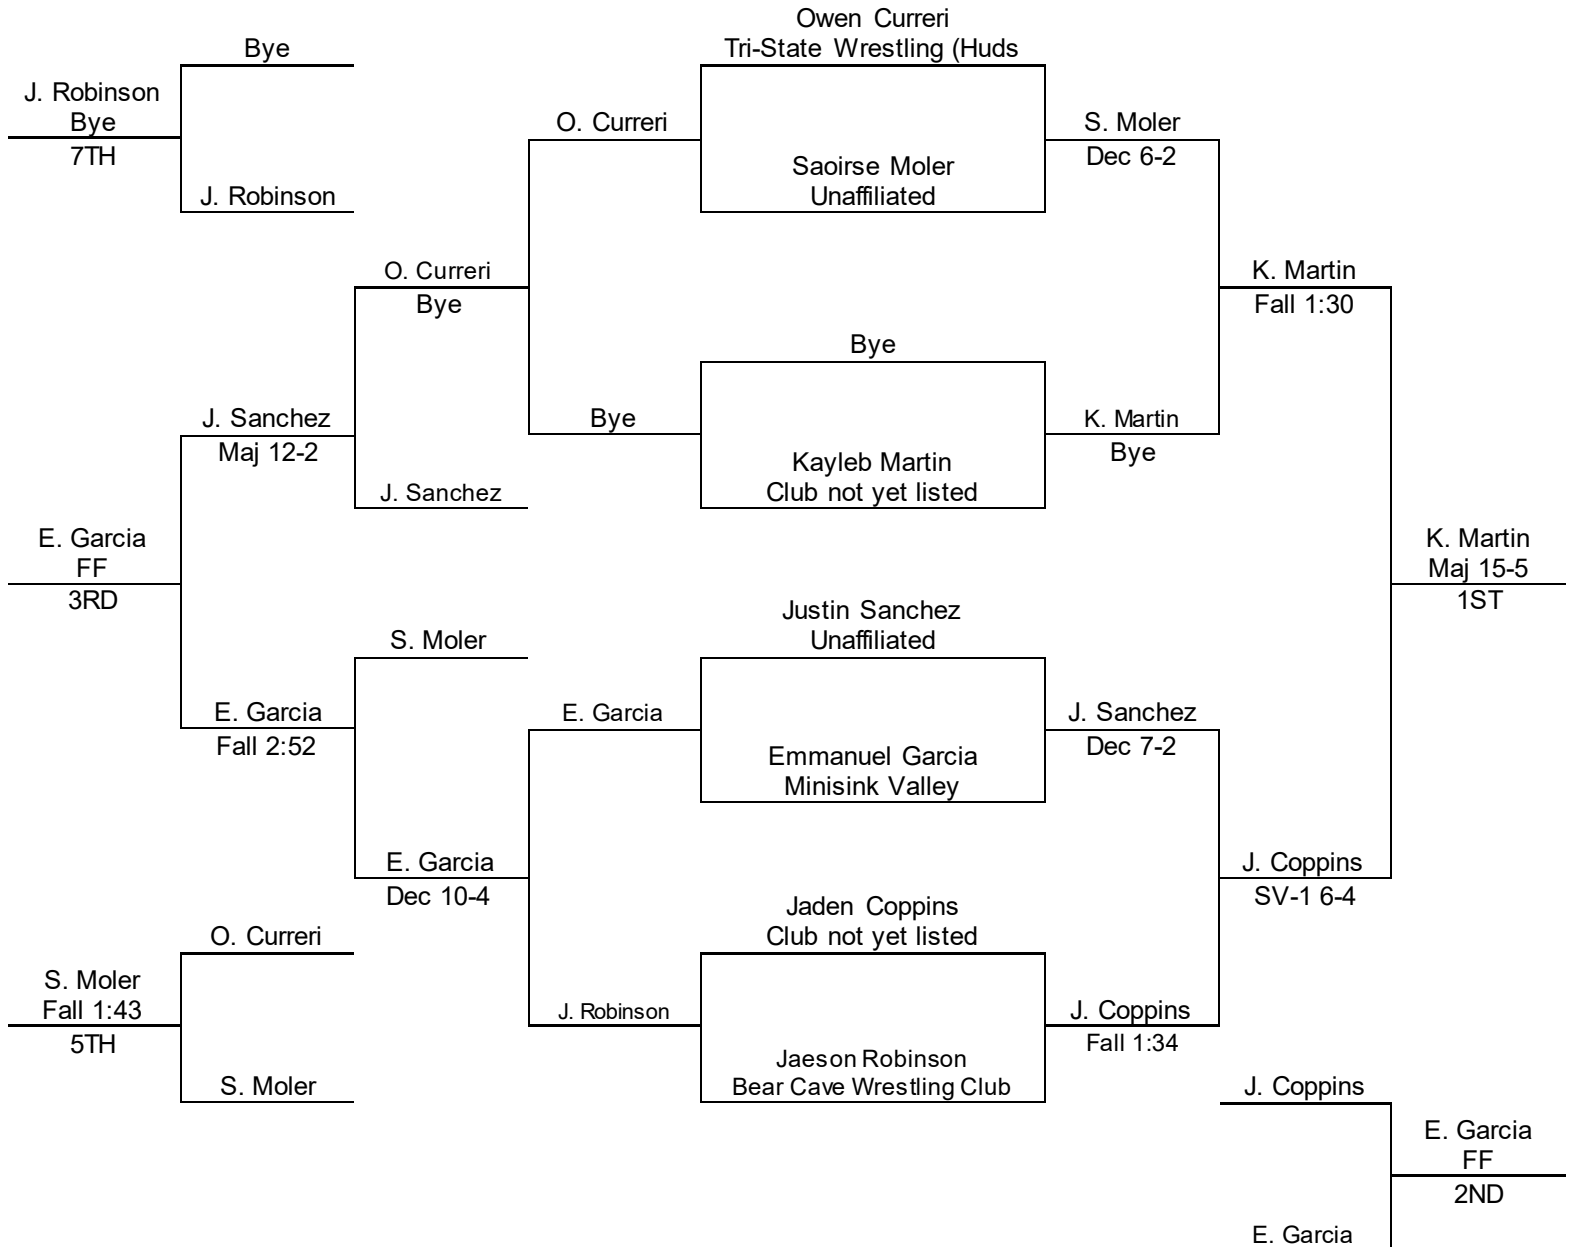 Owen Curreri
Tri-State Wrestling (Huds
Bye
J. Robinson
Bye
7TH
O. Curreri
S. Moler
Dec 6-2
Saoirse Moler
Unaffiliated
J. Robinson
O. Curreri
Bye
K. Martin
Fall 1:30
Bye
J. Sanchez
Maj 12-2
Bye
K. Martin
Bye
Kayleb Martin
Club not yet listed
J. Sanchez
E. Garcia
FF
3RD
K. Martin
Maj 15-5
1ST
Justin Sanchez
Unaffiliated
S. Moler
E. Garcia
Fall 2:52
E. Garcia
J. Sanchez
Dec 7-2
Emmanuel Garcia
Minisink Valley
E. Garcia
Dec 10-4
J. Coppins
SV-1 6-4
Jaden Coppins
Club not yet listed
O. Curreri
S. Moler
Fall 1:43
5TH
J. Robinson
J. Coppins
Fall 1:34
Jaeson Robinson
Bear Cave Wrestling Club
S. Moler
J. Coppins
E. Garcia
FF
2ND
E. Garcia